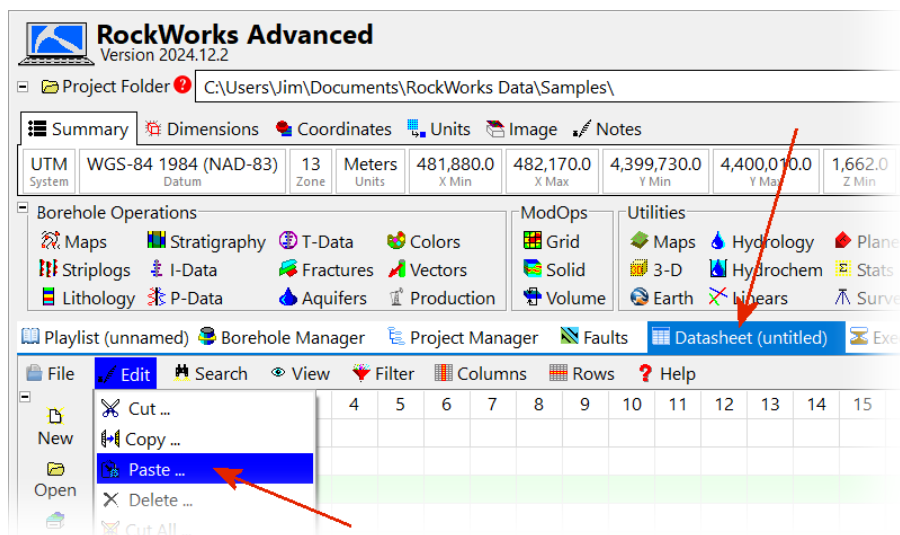 RockWorks Advanced
Version 2024.12.2
Project Folder ? C:\Users\Jim\Documents\RockWorks Data\Samples\
Summary Dimensions Coordinates Units Image Notes
UTM WGS-84 1984 (NAD-83) 13 Meters 481,880.0 482,170.0 4,399,730.0 4,400,010.0 1,662.0
System Datum Zone Units X Min X Max Y Min Y Max Z Min
Borehole Operations ModOps Utilities
Maps Stratigraphy T-Data Colors Grid Maps Hydrology Plane
Striplogs I-Data Fractures Vectors Solid 3-D Hydrochem Stats
Lithology P-Data Aquifers Production Volume Earth Linears Surve
Playlist (unnamed) Borehole Manager Project Manager Faults Datasheet (untitled) Exe
File Edit Search View Filter Columns Rows ? Help
Cut ... 4 5 6 7 8 9 10 11 12 13 14 15
New Copy ...
Paste ...
Open Delete ...
Cut All ...